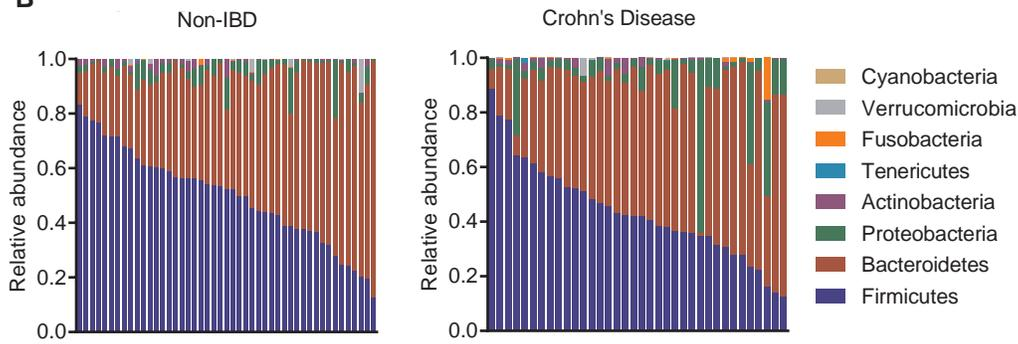 B
Non-IBD
Crohn's Disease
Relative abundance
1.0
0.8
0.6
0.4
0.2
0.0
Relative abundance
1.0
0.8
0.6
0.4
0.2
0.0
Cyanobacteria
Verrucomicrobia
Fusobacteria
Tenericutes
Actinobacteria
Proteobacteria
Bacteroidetes
Firmicutes